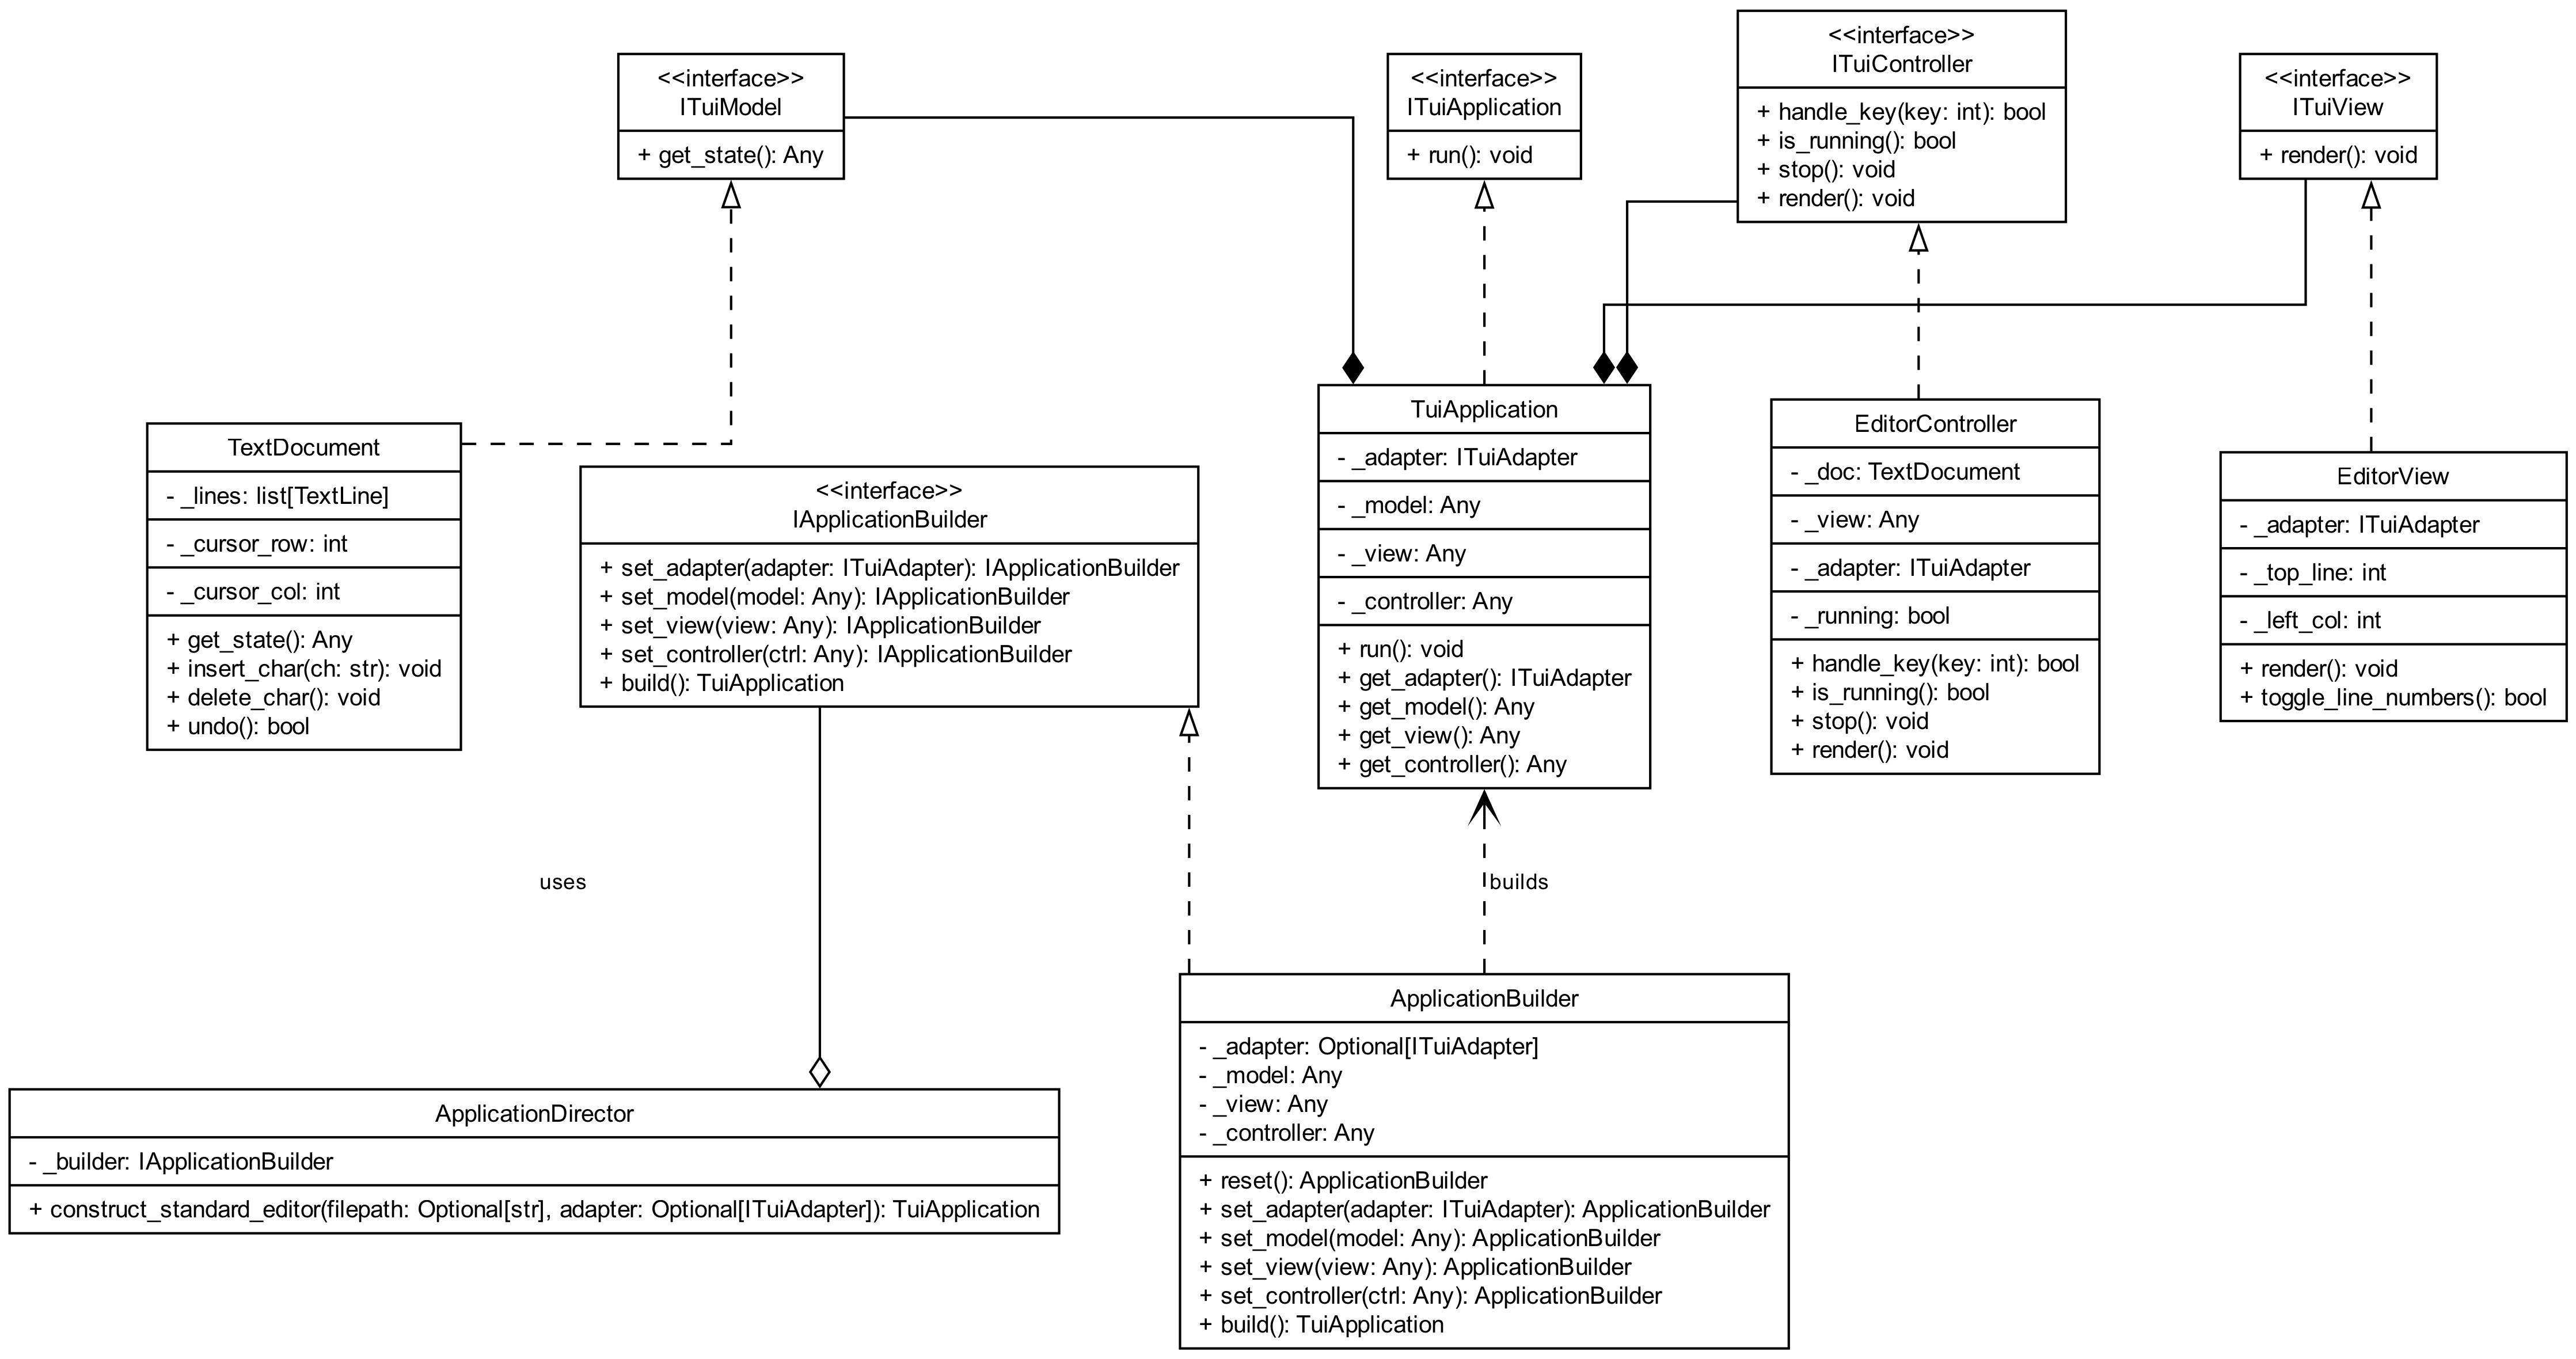 <<interface>>
ITuiModel
+ get_state(): Any
<<interface>>
ITuiApplication
+ run(): void
<<interface>>
ITuiController
+ handle_key(key: int): bool
+ is_running(): bool
+ stop(): void
+ render(): void
<<interface>>
ITuiView
+ render(): void
TextDocument
- _lines: list[TextLine]
- _cursor_row: int
- _cursor_col: int
+ get_state(): Any
+ insert_char(ch: str): void
+ delete_char(): void
+ undo(): bool
<<interface>>
IApplicationBuilder
+ set_adapter(adapter: ITuiAdapter): IApplicationBuilder
+ set_model(model: Any): IApplicationBuilder
+ set_view(view: Any): IApplicationBuilder
+ set_controller(ctrl: Any): IApplicationBuilder
+ build(): TuiApplication
TuiApplication
- _adapter: ITuiAdapter
- _model: Any
- _view: Any
- _controller: Any
+ run(): void
+ get_adapter(): ITuiAdapter
+ get_model(): Any
+ get_view(): Any
+ get_controller(): Any
EditorController
- _doc: TextDocument
- _view: Any
- _adapter: ITuiAdapter
- _running: bool
+ handle_key(key: int): bool
+ is_running(): bool
+ stop(): void
+ render(): void
EditorView
- _adapter: ITuiAdapter
- _top_line: int
- _left_col: int
+ render(): void
+ toggle_line_numbers(): bool
uses
builds
ApplicationDirector
- _builder: IApplicationBuilder
+ construct_standard_editor(filepath: Optional[str], adapter: Optional[ITuiAdapter]): TuiApplication
ApplicationBuilder
- _adapter: Optional[ITuiAdapter]
- _model: Any
- _view: Any
- _controller: Any
+ reset(): ApplicationBuilder
+ set_adapter(adapter: ITuiAdapter): ApplicationBuilder
+ set_model(model: Any): ApplicationBuilder
+ set_view(view: Any): ApplicationBuilder
+ set_controller(ctrl: Any): ApplicationBuilder
+ build(): TuiApplication